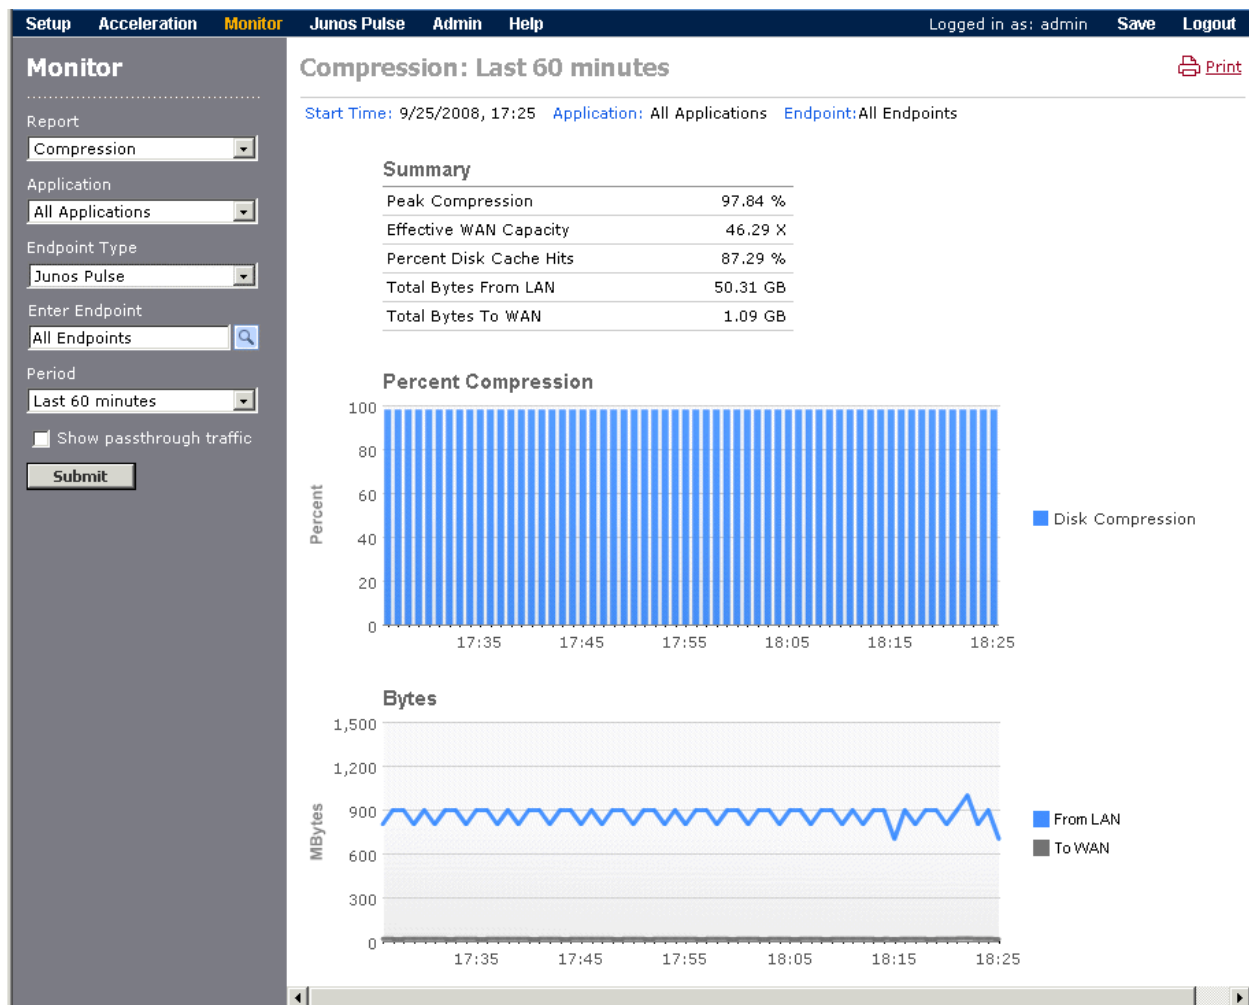 Setup Acceleration Monitor Junos Pulse Admin Help Logged in as: admin Save Logout
Monitor
Report
Compression
Application
All Applications
Endpoint Type
Junos Pulse
Enter Endpoint
All Endpoints
Period
Last 60 minutes
Show passthrough traffic
Submit
Compression: Last 60 minutes
Print
Start Time: 9/25/2008, 17:25 Application: All Applications Endpoint:All Endpoints
Summary
Peak Compression 97.84 %
Effective WAN Capacity 46.29 X
Percent Disk Cache Hits 87.29 %
Total Bytes From LAN 50.31 GB
Total Bytes To WAN 1.09 GB
Percent Compression
100
80
60
40
20
0
Percent
17:35 17:45 17:55 18:05 18:15 18:25
Disk Compression
Bytes
1,500
1,200
900
600
300
0
MBytes
17:35 17:45 17:55 18:05 18:15 18:25
From LAN
To WAN